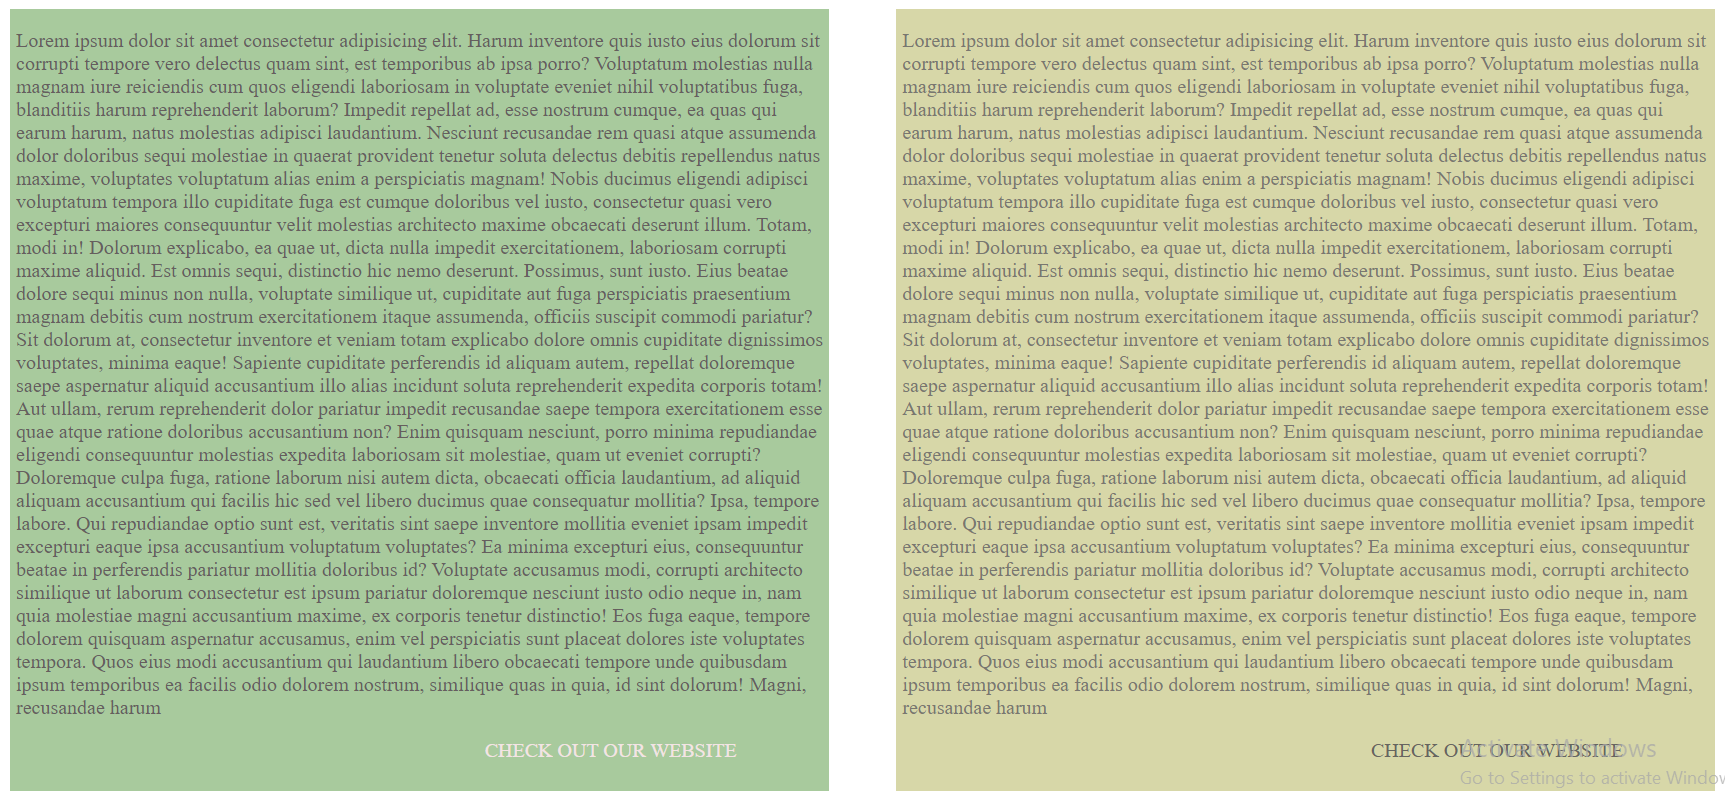 Lorem ipsum dolor sit amet consectetur adipisicing elit. Harum inventore quis iusto eius dolorum sit
corrupti tempore vero delectus quam sint, est temporibus ab ipsa porro? Voluptatum molestias nulla
magnam iure reiciendis cum quos eligendi laboriosam in voluptate eveniet nihil voluptatibus fuga,
blanditiis harum reprehenderit laborum? Impedit repellat ad, esse nostrum cumque, ea quas qui
earum harum, natus molestias adipisci laudantium. Nesciunt recusandae rem quasi atque assumenda
dolor doloribus sequi molestiae in quaerat provident tenetur soluta delectus debitis repellendus natus
maxime, voluptates voluptatum alias enim a perspiciatis magnam! Nobis ducimus eligendi adipisci
voluptatum tempora illo cupiditate fuga est cumque doloribus vel iusto, consectetur quasi vero
excepturi maiores consequuntur velit molestias architecto maxime obcaecati deserunt illum. Totam,
modi in! Dolorum explicabo, ea quae ut, dicta nulla impedit exercitationem, laboriosam corrupti
maxime aliquid. Est omnis sequi, distinctio hic nemo deserunt. Possimus, sunt iusto. Eius beatae
dolore sequi minus non nulla, voluptate similique ut, cupiditate aut fuga perspiciatis praesentium
magnam debitis cum nostrum exercitationem itaque assumenda, officiis suscipit commodi pariatur?
Sit dolorum at, consectetur inventore et veniam totam explicabo dolore omnis cupiditate dignissimos
voluptates, minima eaque! Sapiente cupiditate perferendis id aliquam autem, repellat doloremque
saepe aspernatur aliquid accusantium illo alias incidunt soluta reprehenderit expedita corporis totam!
Aut ullam, rerum reprehenderit dolor pariatur impedit recusandae saepe tempora exercitationem esse
quae atque ratione doloribus accusantium non? Enim quisquam nesciunt, porro minima repudiandae
eligendi consequuntur molestias expedita laboriosam sit molestiae, quam ut eveniet corrupti?
Doloremque culpa fuga, ratione laborum nisi autem dicta, obcaecati officia laudantium, ad aliquid
aliquam accusantium qui facilis hic sed vel libero ducimus quae consequatur mollitia? Ipsa, tempore
labore. Qui repudiandae optio sunt est, veritatis sint saepe inventore mollitia eveniet ipsam impedit
excepturi eaque ipsa accusantium voluptatum voluptates? Ea minima excepturi eius, consequuntur
beatae in perferendis pariatur mollitia doloribus id? Voluptate accusamus modi, corrupti architecto
similique ut laborum consectetur est ipsum pariatur doloremque nesciunt iusto odio neque in, nam
quia molestiae magni accusantium maxime, ex corporis tenetur distinctio! Eos fuga eaque, tempore
dolorem quisquam aspernatur accusamus, enim vel perspiciatis sunt placeat dolores iste voluptates
tempora. Quos eius modi accusantium qui laudantium libero obcaecati tempore unde quibusdam
ipsum temporibus ea facilis odio dolorem nostrum, similique quas in quia, id sint dolorum! Magni,
recusandae harum
CHECK OUT OUR WEBSITE
Lorem ipsum dolor sit amet consectetur adipisicing elit. Harum inventore quis iusto eius dolorum sit
corrupti tempore vero delectus quam sint, est temporibus ab ipsa porro? Voluptatum molestias nulla
magnam iure reiciendis cum quos eligendi laboriosam in voluptate eveniet nihil voluptatibus fuga,
blanditiis harum reprehenderit laborum? Impedit repellat ad, esse nostrum cumque, ea quas qui
earum harum, natus molestias adipisci laudantium. Nesciunt recusandae rem quasi atque assumenda
dolor doloribus sequi molestiae in quaerat provident tenetur soluta delectus debitis repellendus natus
maxime, voluptates voluptatum alias enim a perspiciatis magnam! Nobis ducimus eligendi adipisci
voluptatum tempora illo cupiditate fuga est cumque doloribus vel iusto, consectetur quasi vero
excepturi maiores consequuntur velit molestias architecto maxime obcaecati deserunt illum. Totam,
modi in! Dolorum explicabo, ea quae ut, dicta nulla impedit exercitationem, laboriosam corrupti
maxime aliquid. Est omnis sequi, distinctio hic nemo deserunt. Possimus, sunt iusto. Eius beatae
dolore sequi minus non nulla, voluptate similique ut, cupiditate aut fuga perspiciatis praesentium
magnam debitis cum nostrum exercitationem itaque assumenda, officiis suscipit commodi pariatur?
Sit dolorum at, consectetur inventore et veniam totam explicabo dolore omnis cupiditate dignissimos
voluptates, minima eaque! Sapiente cupiditate perferendis id aliquam autem, repellat doloremque
saepe aspernatur aliquid accusantium illo alias incidunt soluta reprehenderit expedita corporis totam!
Aut ullam, rerum reprehenderit dolor pariatur impedit recusandae saepe tempora exercitationem esse
quae atque ratione doloribus accusantium non? Enim quisquam nesciunt, porro minima repudiandae
eligendi consequuntur molestias expedita laboriosam sit molestiae, quam ut eveniet corrupti?
Doloremque culpa fuga, ratione laborum nisi autem dicta, obcaecati officia laudantium, ad aliquid
aliquam accusantium qui facilis hic sed vel libero ducimus quae consequatur mollitia? Ipsa, tempore
labore. Qui repudiandae optio sunt est, veritatis sint saepe inventore mollitia eveniet ipsam impedit
excepturi eaque ipsa accusantium voluptatum voluptates? Ea minima excepturi eius, consequuntur
beatae in perferendis pariatur mollitia doloribus id? Voluptate accusamus modi, corrupti architecto
similique ut laborum consectetur est ipsum pariatur doloremque nesciunt iusto odio neque in, nam
quia molestiae magni accusantium maxime, ex corporis tenetur distinctio! Eos fuga eaque, tempore
dolorem quisquam aspernatur accusamus, enim vel perspiciatis sunt placeat dolores iste voluptates
tempora. Quos eius modi accusantium qui laudantium libero obcaecati tempore unde quibusdam
ipsum temporibus ea facilis odio dolorem nostrum, similique quas in quia, id sint dolorum! Magni,
recusandae harum
CHECK OUT OUR WEBSITE
Activate Windows
Go to Settings to activate Window